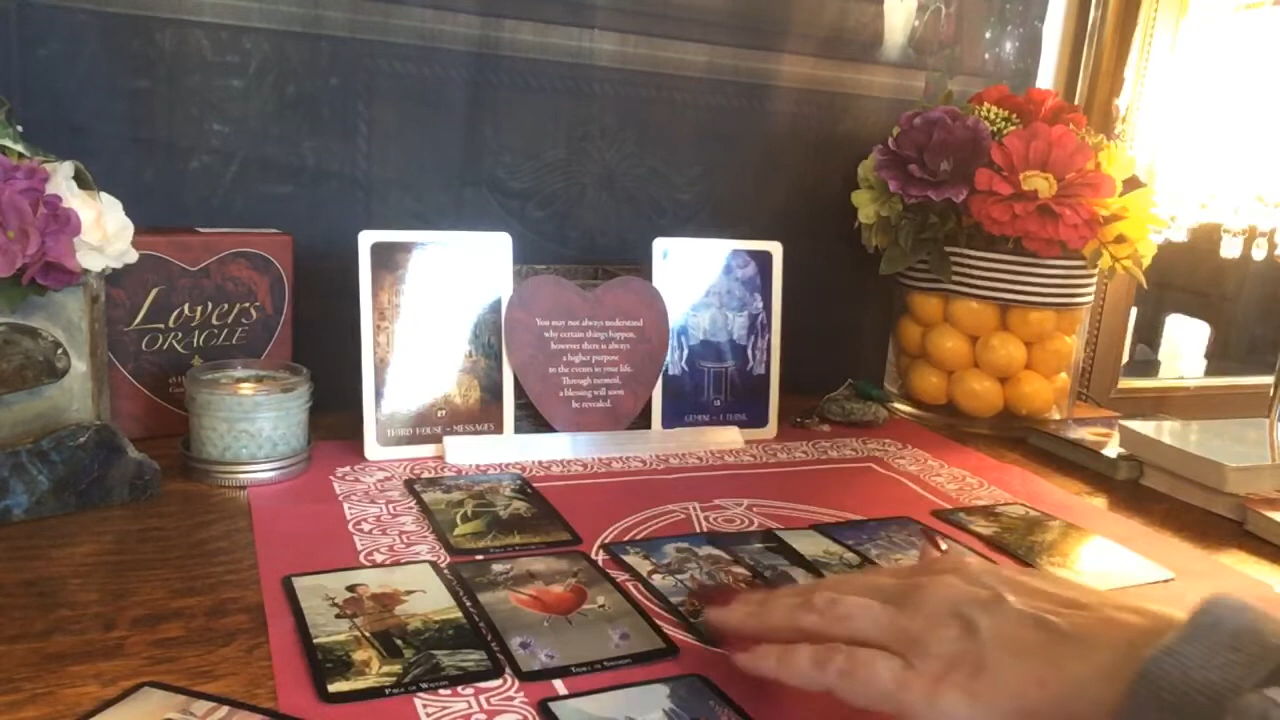 Lovers
ORACLE
27
THIRD HOUSE - MESSAGES
You may not always understand
why certain things happen,
however there is always
a higher purpose
to the events in your life.
Through turmoil,
a blessing will soon
be revealed.
GEMINI - I THINK
PAGE OF WANDS
THREE OF SWORDS